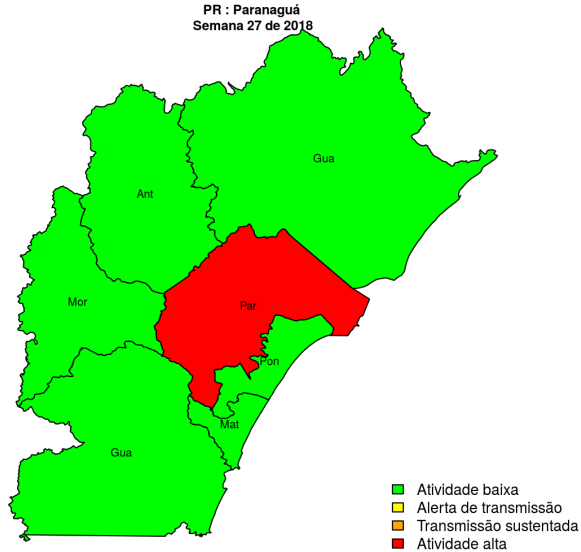 PR : Paranaguá
Semana 27 de 2018
Gua
Ant
Mor
Par
Pon
Mat
Gua
Atividade baixa
Alerta de transmissão
Transmissão sustentada
Atividade alta